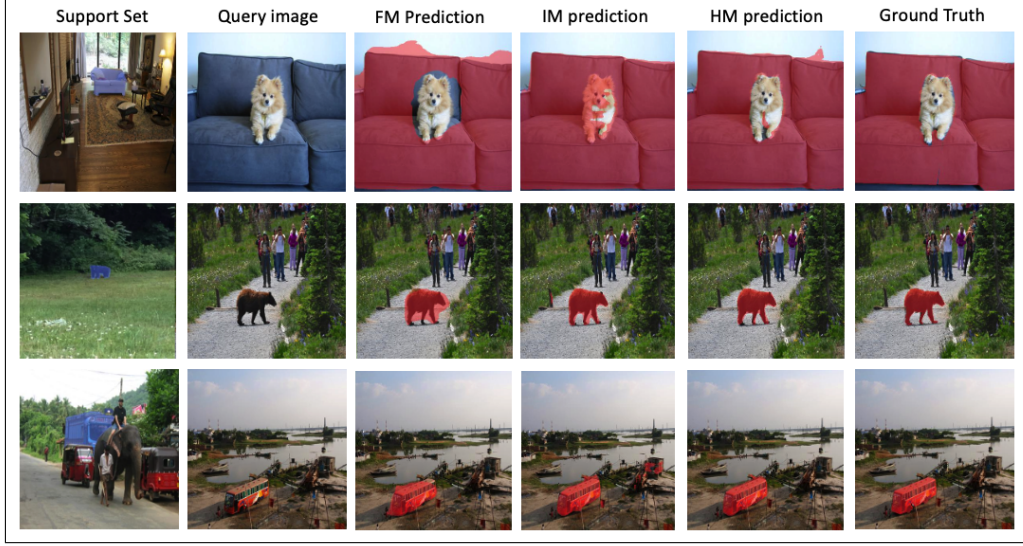 Support Set
Query image
FM Prediction
IM prediction
HM prediction
Ground Truth